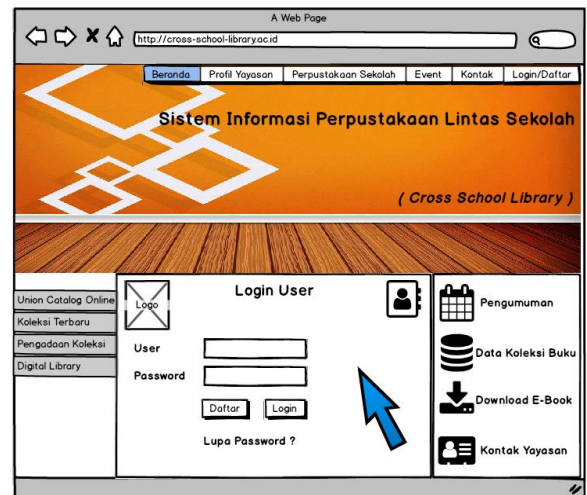 A Web Page
http://cross-school-library.ac.id
Beranda Profil Yayasan Perpustakaan Sekolah Event Kontak Login/Daftar
Sistem Informasi Perpustakaan Lintas Sekolah
( Cross School Library )
Union Catalog Online
Koleksi Terbaru
Pengadaan Koleksi
Digital Library
Logo
Login User
User
Password
Daftar Login
Lupa Password ?
Pengumuman
Data Koleksi Buku
Download E-Book
Kontak Yayasan